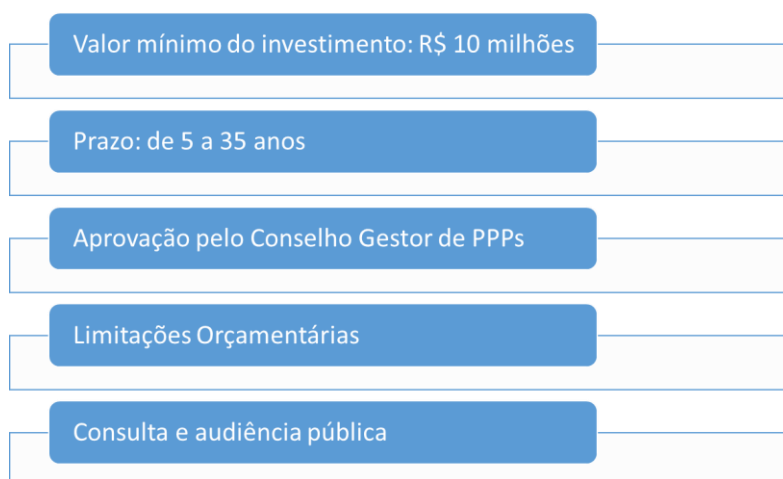 Valor mínimo do investimento: R$ 10 milhões
Prazo: de 5 a 35 anos
Aprovação pelo Conselho Gestor de PPPs
Limitações Orçamentárias
Consulta e audiência pública